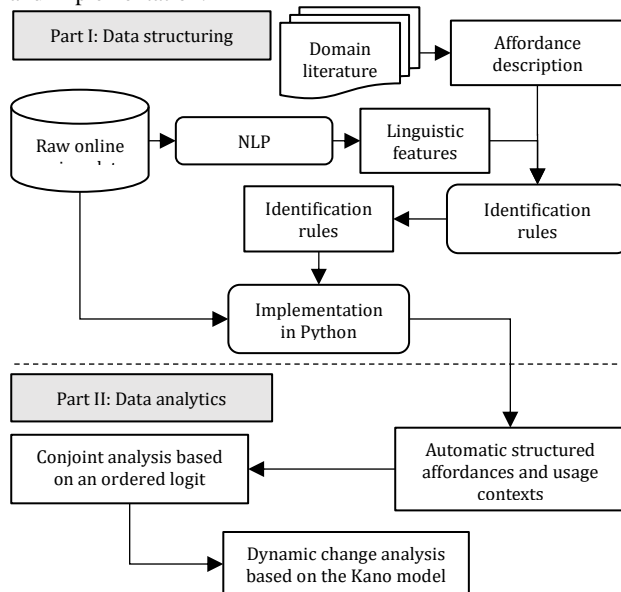 Part I: Data structuring
Domain
literature
Affordance
description
Raw online
NLP
Linguistic
features
Identification
rules
Identification
rules
Implementation
in Python
Part II: Data analytics
Conjoint analysis based
on an ordered logit
Automatic structured
affordances and usage
contexts
Dynamic change analysis
based on the Kano model